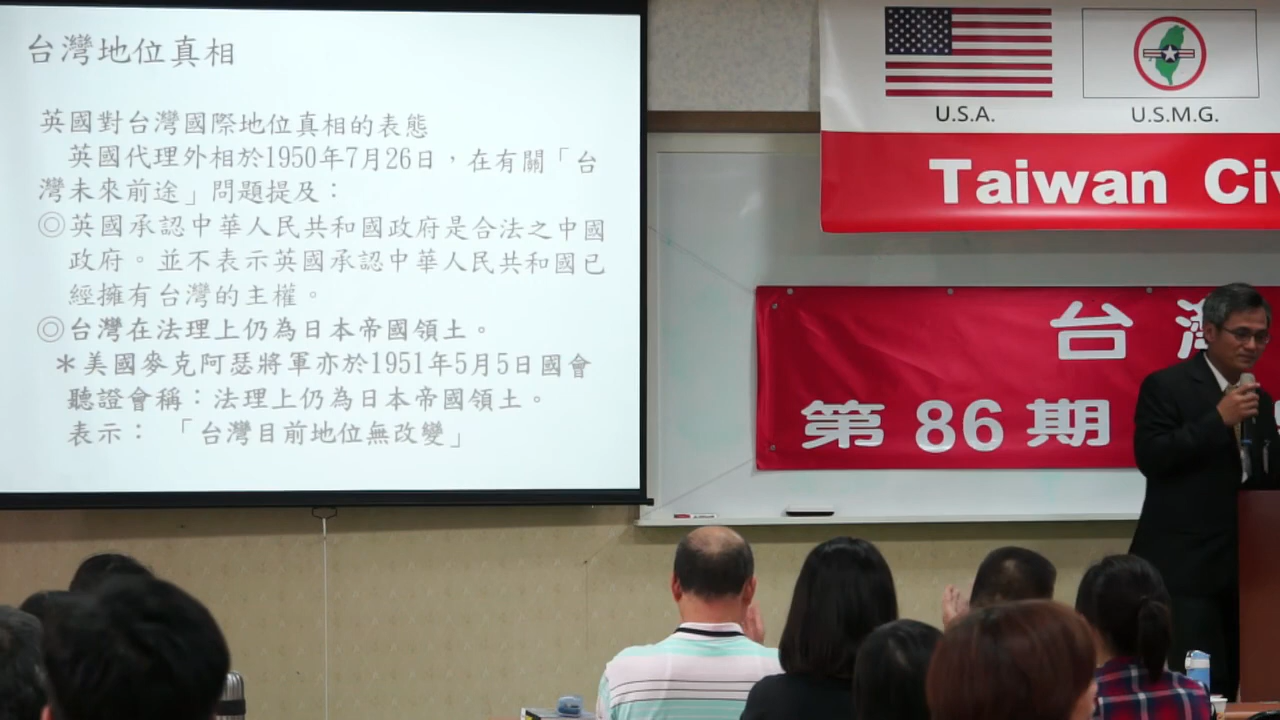 台灣地位真相
英國對台灣國際地位真相的表態
英國代理外相於1950年7月26日，在有關「台
灣未來前途」問題提及：
◎英國承認中華人民共和國政府是合法之中國
政府。並不表示英國承認中華人民共和國已
經擁有台灣的主權。
◎台灣在法理上仍為日本帝國領土。
＊美國麥克阿瑟將軍亦於1951年5月5日國會
聽證會稱：法理上仍為日本帝國領土。
表示：「台灣目前地位無改變」
U.S.A.
U.S.M.G.
Taiwan Civ
台灣
第86期